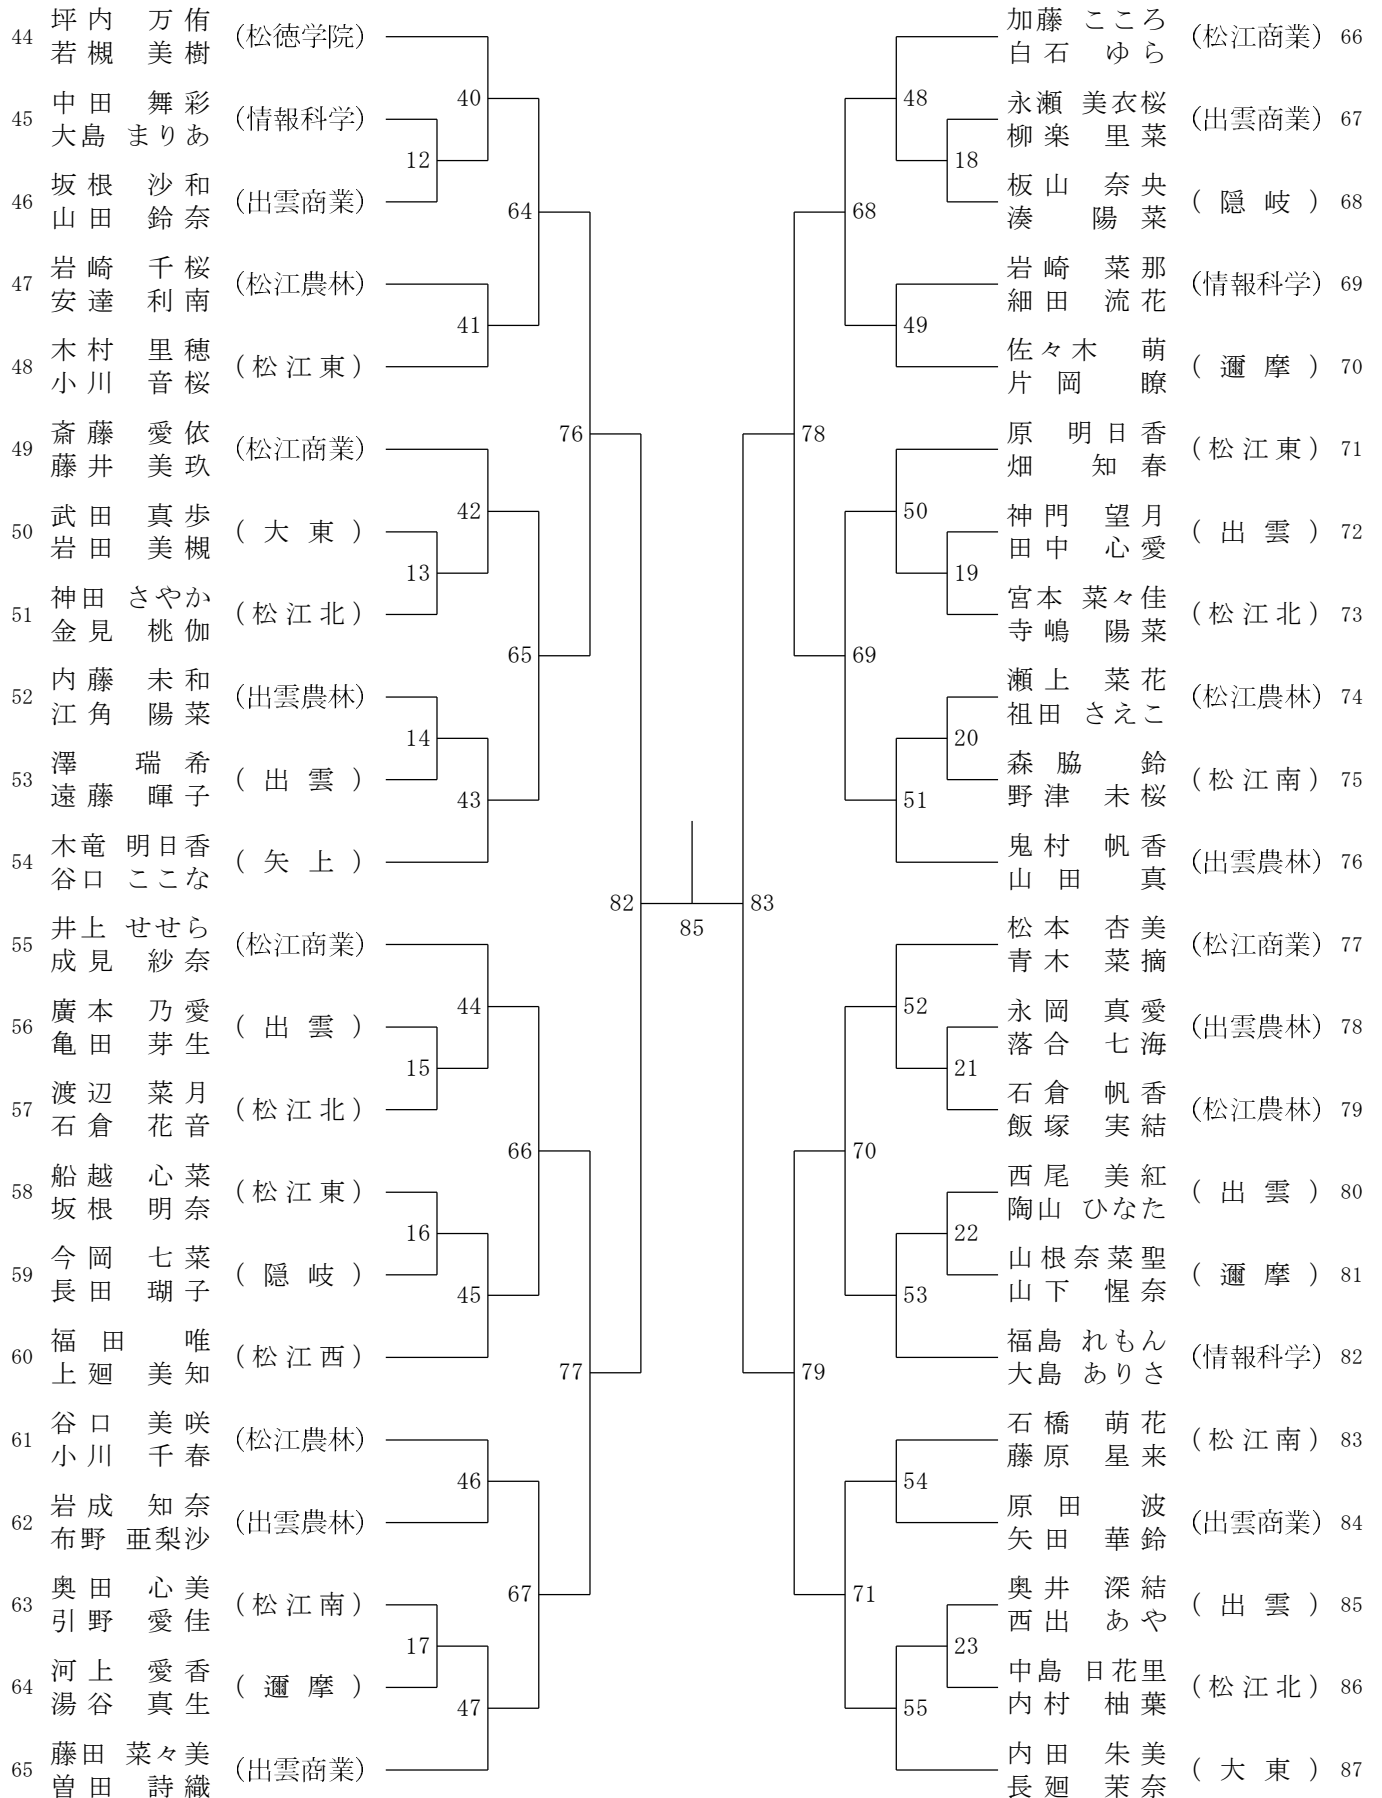 44 坪内 万侑 (松徳学院)
若槻 美樹
45 中田 舞彩 (情報科学)
大島 まりあ
46 坂根 沙和 (出雲商業)
山田 鈴奈
47 岩崎 千桜 (松江農林)
安達 利南
48 木村 里穂 (松江東)
小川 音桜
49 斎藤 愛依 (松江商業)
藤井 美玖
50 武田 真歩 (大東)
岩田 美槻
51 神田 さやか (松江北)
金見 桃伽
52 内藤 未和 (出雲農林)
江角 陽菜
53 澤 瑞希 (出雲)
遠藤 暉子
54 木竜 明日香 (矢上)
谷口 ここな
55 井上 せせら (松江商業)
成見 紗奈
56 廣本 乃愛 (出雲)
亀田 芽生
57 渡辺 菜月 (松江北)
石倉 花音
58 船越 心菜 (松江東)
坂根 明奈
59 今岡 七菜 (隠岐)
長田 瑚子
60 福田 唯 (松江西)
上廻 美知
61 谷口 美咲 (松江農林)
小川 千春
62 岩成 知奈 (出雲農林)
布野 亜梨沙
63 奥田 心美 (松江南)
引野 愛佳
64 河上 愛香 (邇摩)
湯谷 真生
65 藤田 菜々美 (出雲商業)
曽田 詩織
40
12
64
41
76
42
13
65
14
43
82
85
83
44
15
66
16
45
77
46
67
17
47
48
18
68
49
78
50
19
69
20
51
52
21
70
22
53
79
54
71
23
55
加藤 こころ (松江商業) 66
白石 ゆら
永瀬 美衣桜 (出雲商業) 67
柳楽 里菜
板山 奈央 (隠岐) 68
湊 陽菜
岩崎 菜那 (情報科学) 69
細田 流花
佐々木 萌 (邇摩) 70
片岡 瞭
原 明日香 (松江東) 71
畑 知春
神門 望月 (出雲) 72
田中 心愛
宮本 菜々佳 (松江北) 73
寺嶋 陽菜
瀬上 菜花 (松江農林) 74
祖田 さえこ
森脇 鈴 (松江南) 75
野津 未桜
鬼村 帆香 (出雲農林) 76
山田 真
松本 杏美 (松江商業) 77
青木 菜摘
永岡 真愛 (出雲農林) 78
落合 七海
石倉 帆香 (松江農林) 79
飯塚 実結
西尾 美紅 (出雲) 80
陶山 ひなた
山根奈菜聖 (邇摩) 81
山下 惺奈
福島 れもん (情報科学) 82
大島 ありさ
石橋 萌花 (松江南) 83
藤原 星来
原田 波 (出雲商業) 84
矢田 華鈴
奥井 深結 (出雲) 85
西出 あや
中島 日花里 (松江北) 86
内村 柚葉
内田 朱美 (大東) 87
長廻 茉奈